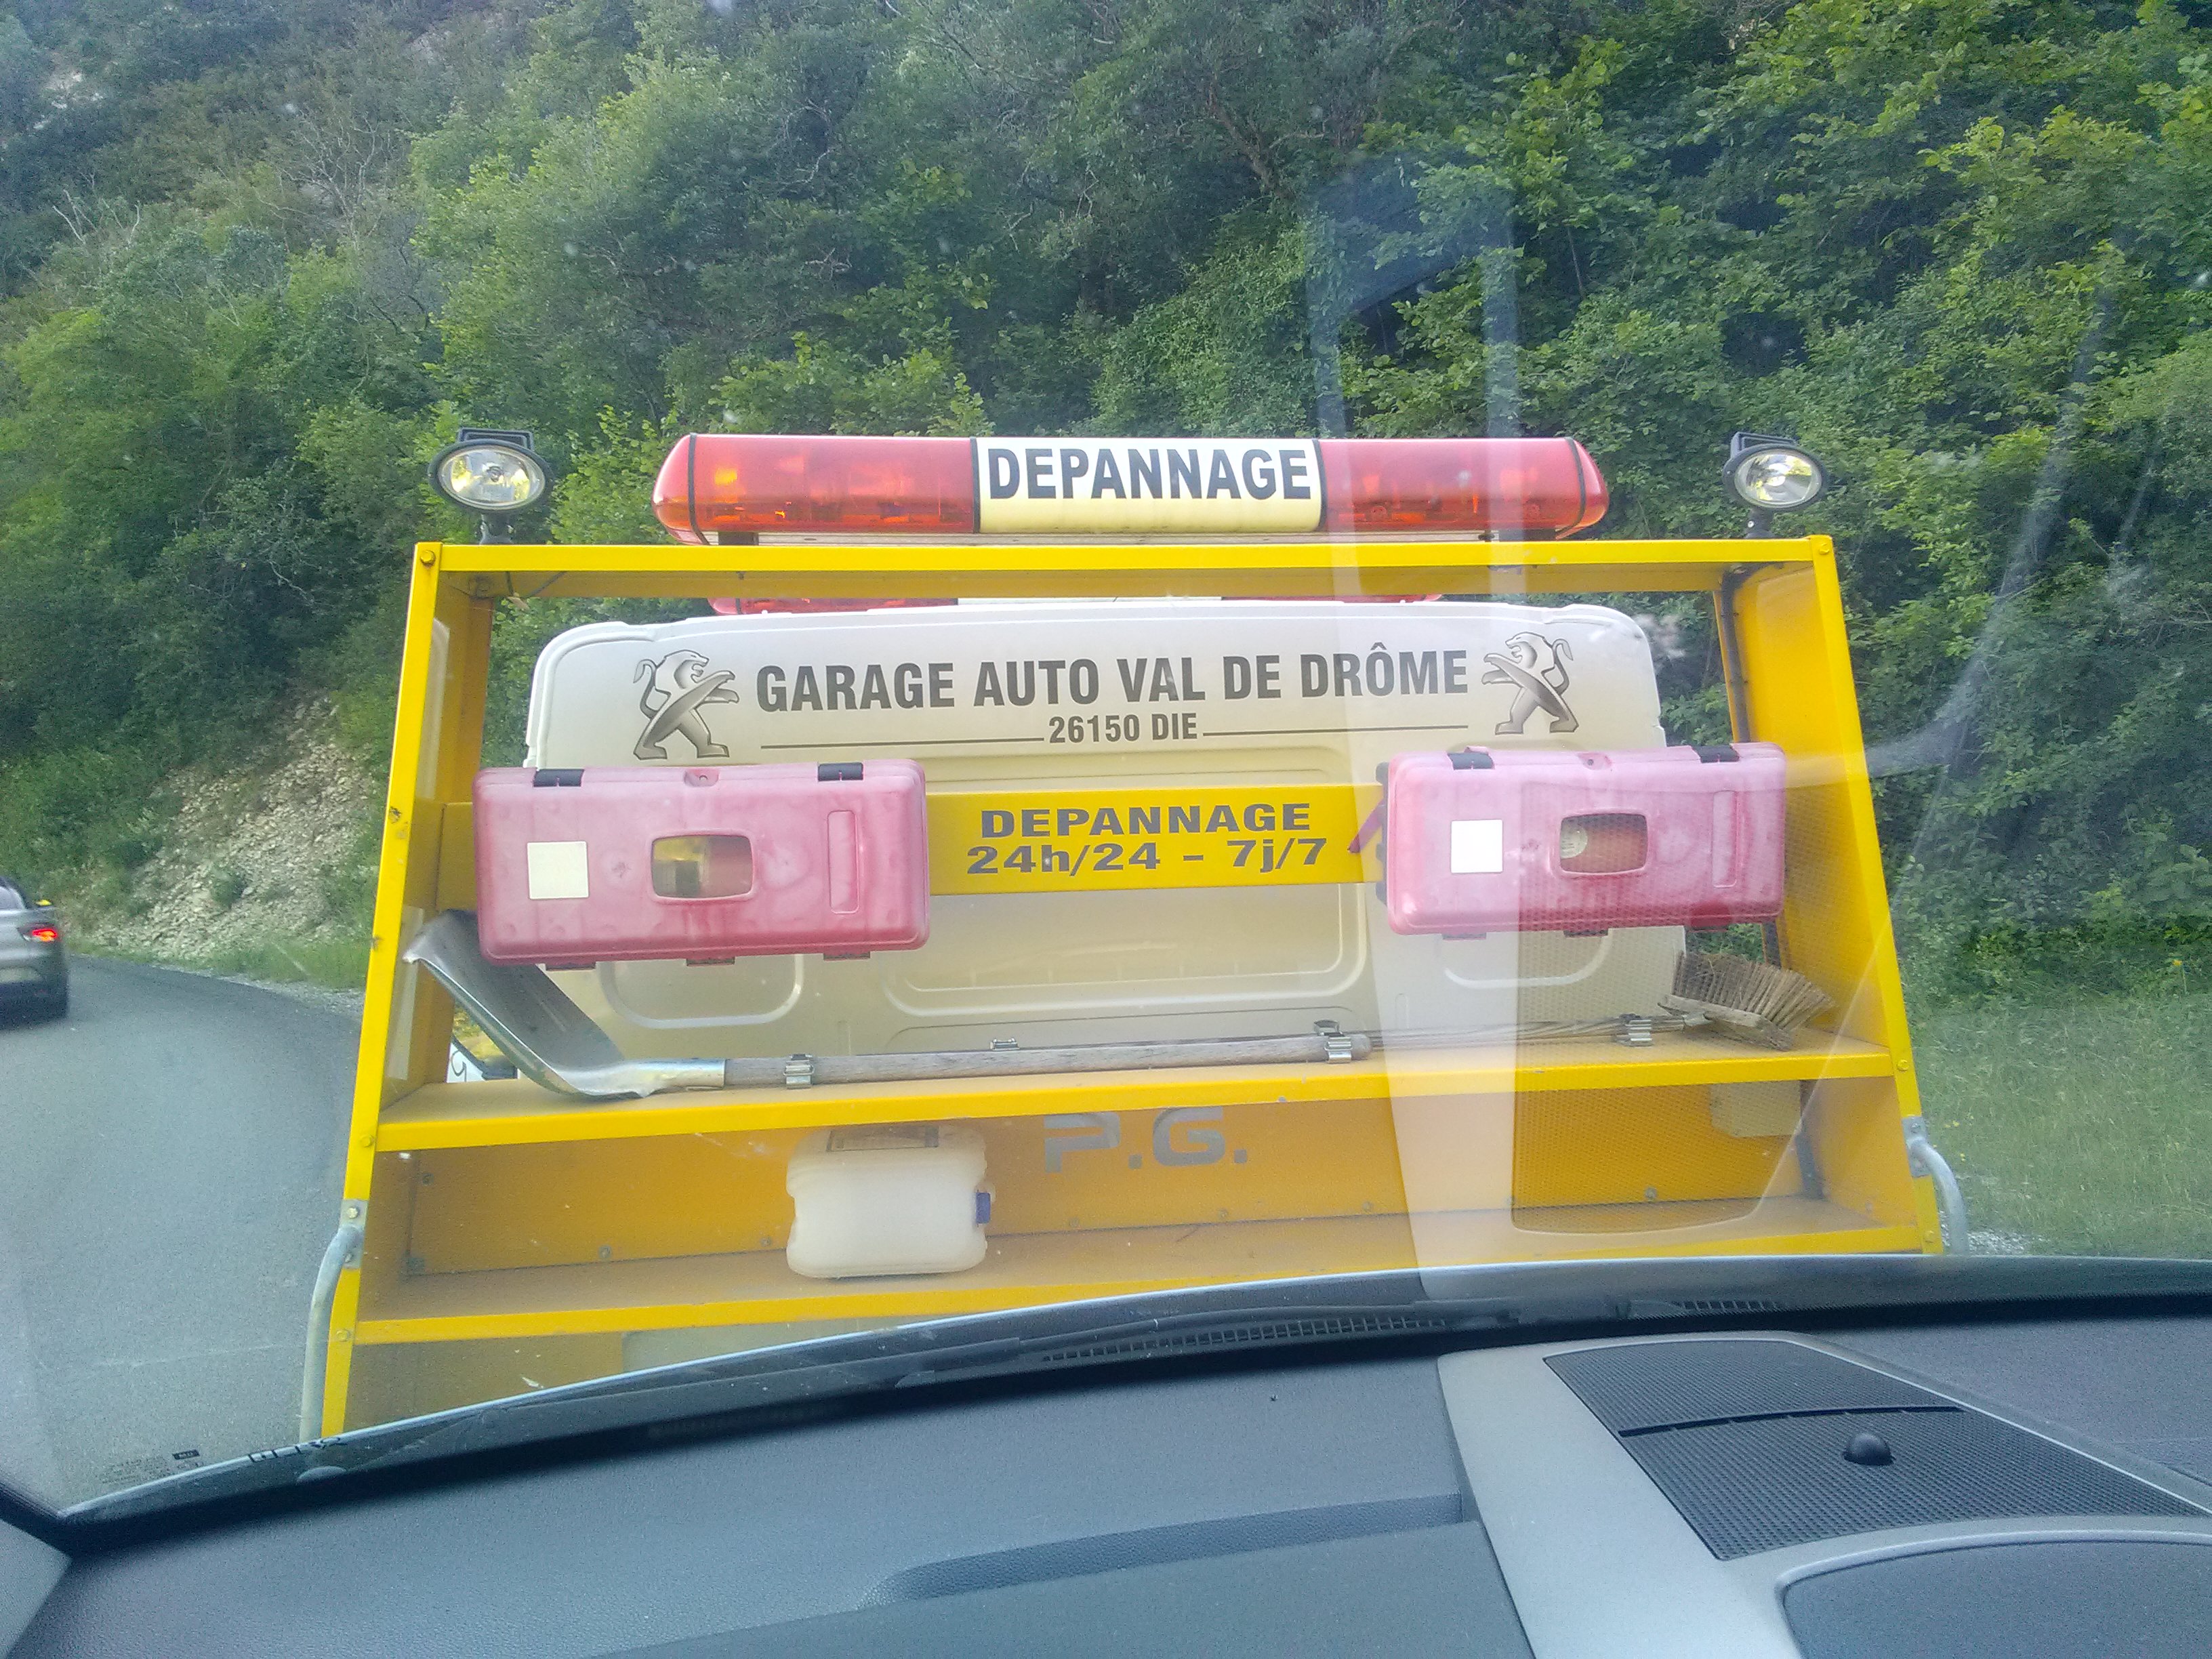 DEPANNAGE
GARAGE AUTO VAL DE DRÔME
26150 DIE
DEPANNAGE
24h/24 - 7j/7
P.G.